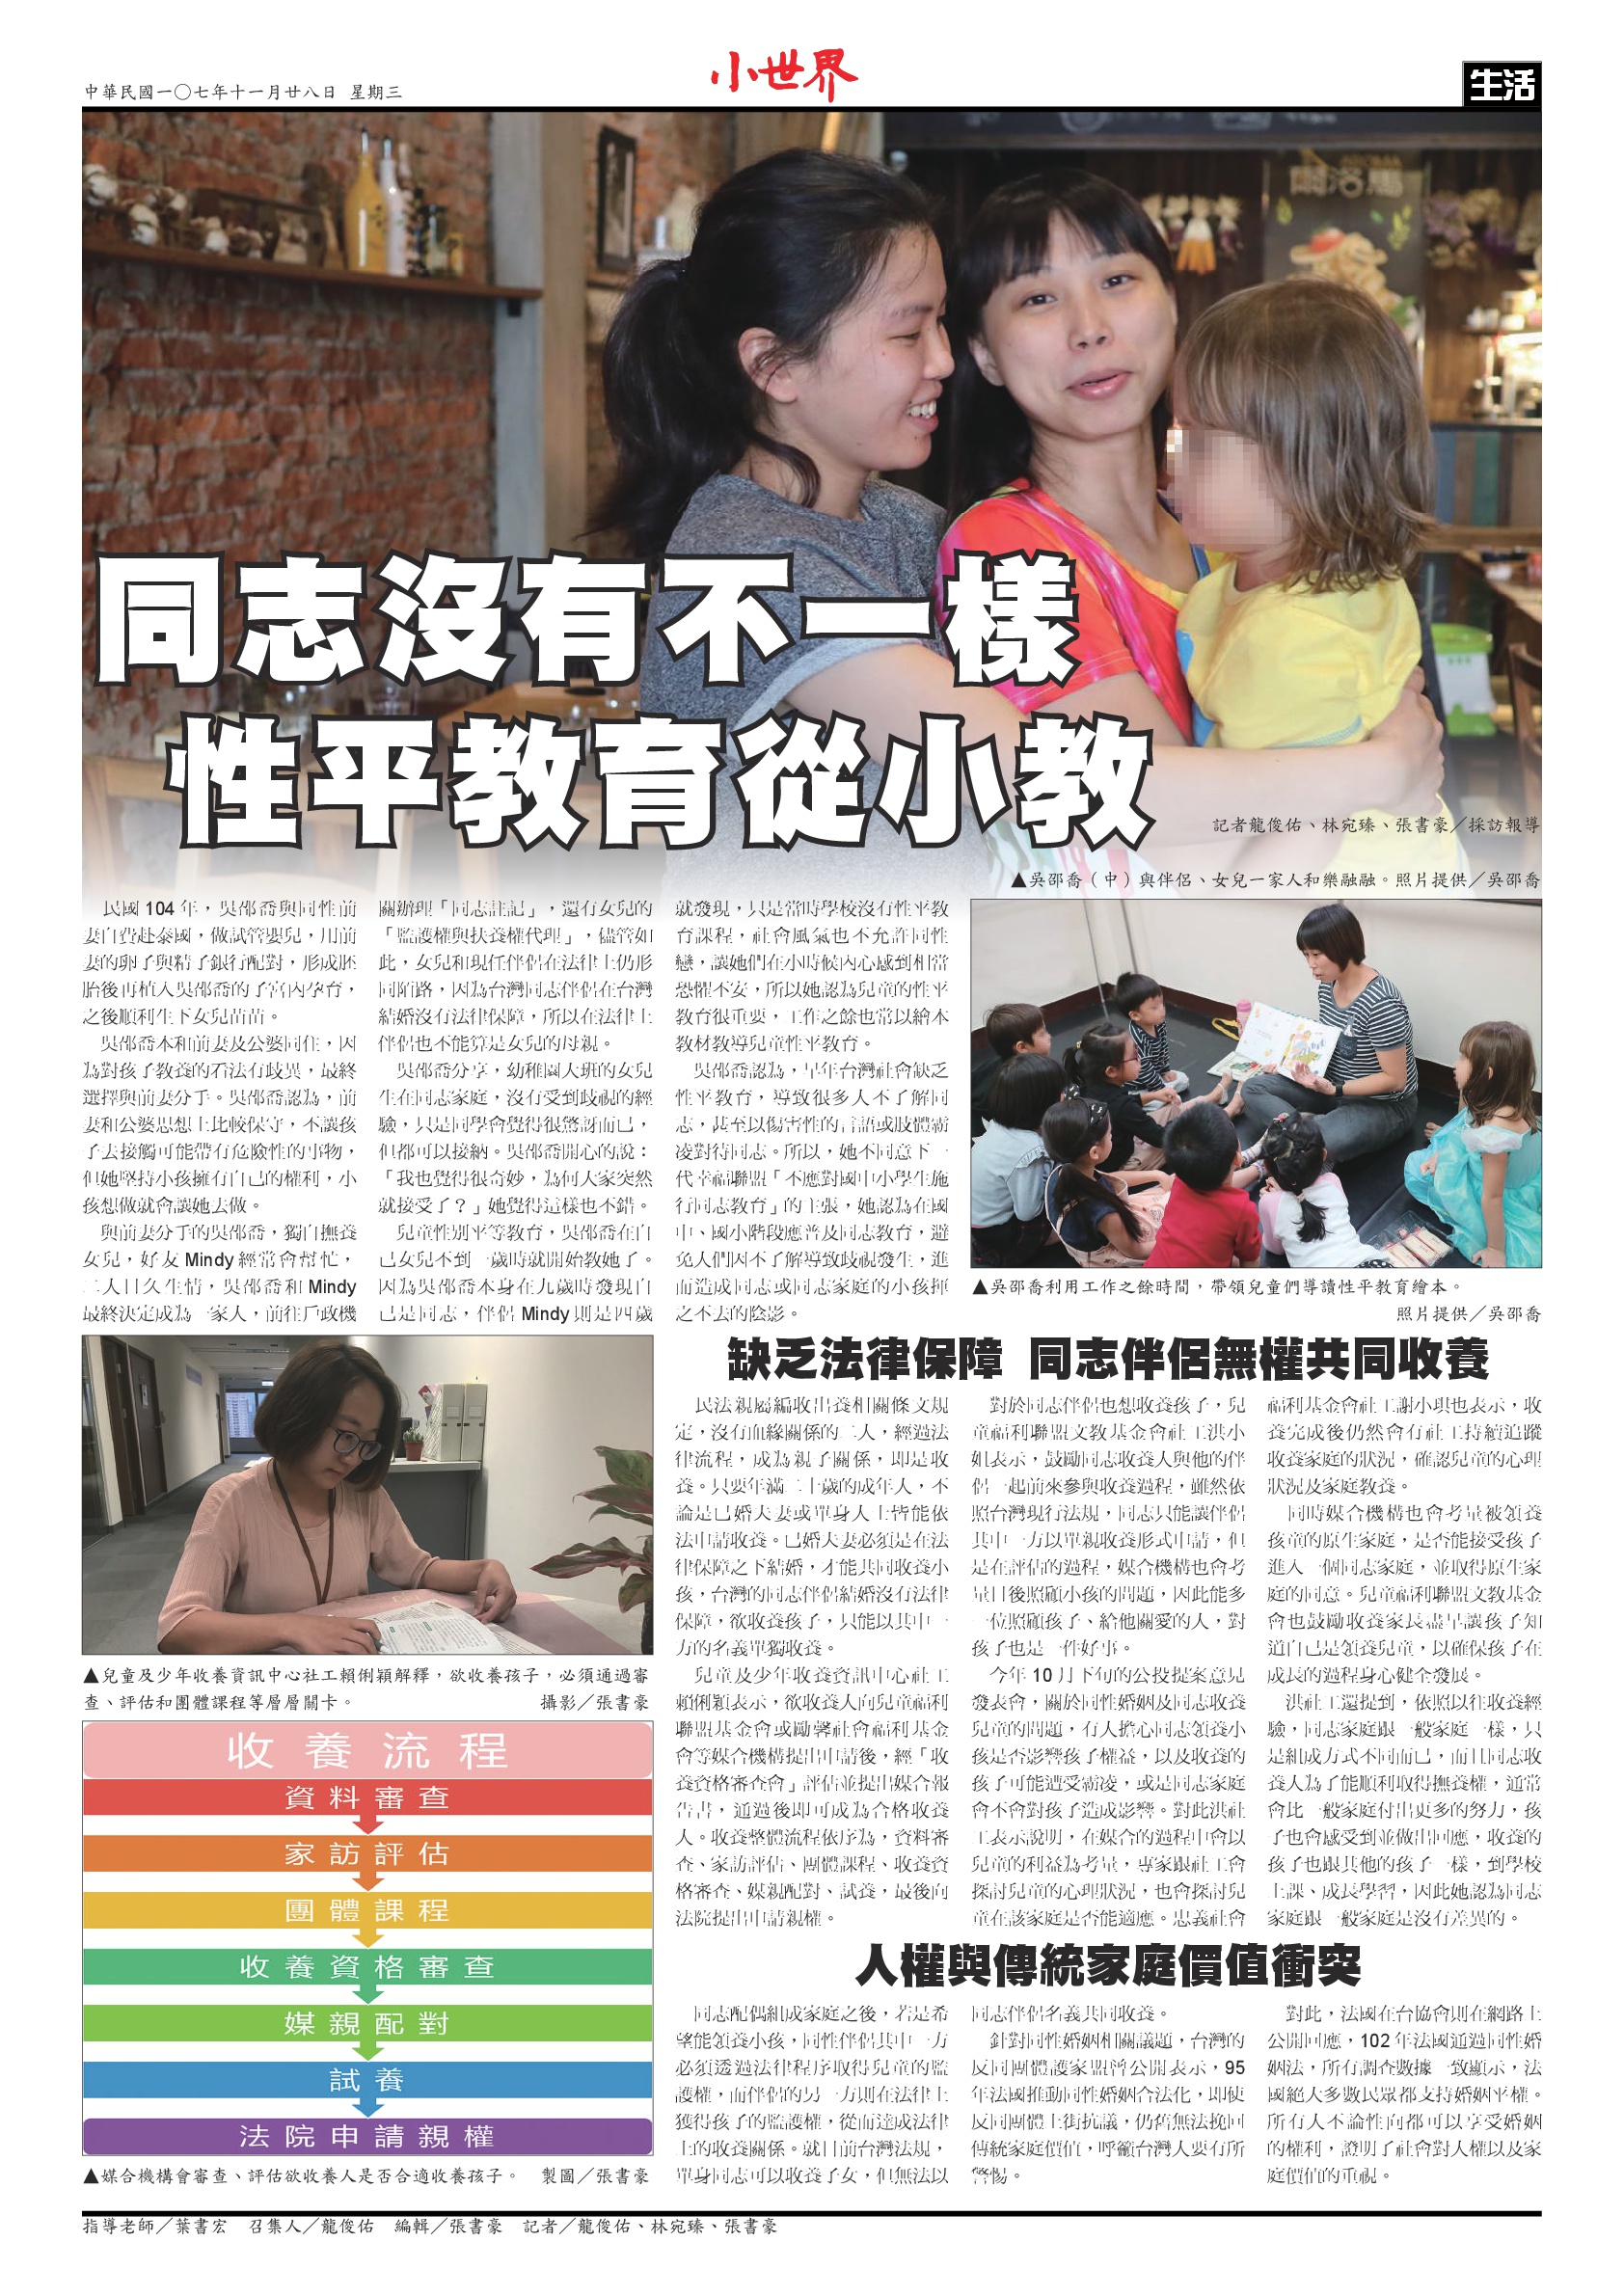 中華民國一○七年十一月廿八日 星期三
小世界
生活
同志沒有不一樣
性平教育從小教
記者龍俊佑、林宛臻、張書豪／採訪報導
▲吳邵喬（中）與伴侶、女兒一家人和樂融融。照片提供／吳邵喬
民國 104 年，吳邵喬與同性前
妻自費赴泰國，做試管嬰兒，用前
妻的卵子與精子銀行配對，形成胚
胎後再植入吳邵喬的子宮內孕育，
之後順利生下女兒苗苗。
吳邵喬本和前妻及公婆同住，因
為對孩子教養的看法有歧異，最終
選擇與前妻分手。吳邵喬認為，前
妻和公婆思想上比較保守，不讓孩
子去接觸可能帶有危險性的事物，
但她堅持小孩擁有自己的權利，小
孩想做就會讓她去做。
與前妻分手的吳邵喬，獨自撫養
女兒，好友 Mindy 經常會幫忙，
二人日久生情，吳邵喬和 Mindy
最終決定成為一家人，前往戶政機
關辦理「同志註記」，還有女兒的
「監護權與扶養權代理」，儘管如
此，女兒和現任伴侶在法律上仍形
同陌路，因為台灣同志伴侶在台灣
結婚沒有法律保障，所以在法律上
伴侶也不能算是女兒的母親。
吳邵喬分享，幼稚園大班的女兒
生在同志家庭，沒有受到歧視的經
驗，只是同學會覺得很驚訝而已，
但都可以接納。吳邵喬開心的說：
「我也覺得很奇妙，為何大家突然
就接受了？」她覺得這樣也不錯。
兒童性別平等教育，吳邵喬在自
己女兒不到一歲時就開始教她了。
因為吳邵喬本身在九歲時發現自
己是同志，伴侶 Mindy 則是四歲
就發現，只是當時學校沒有性平教
育課程，社會風氣也不允許同性
戀，讓她們在小時候內心感到相當
恐懼不安，所以她認為兒童的性平
教育很重要，工作之餘也常以繪本
教材教導兒童性平教育。
吳邵喬認為，早年台灣社會缺乏
性平教育，導致很多人不了解同
志，甚至以傷害性的言語或肢體霸
凌對待同志。所以，她不同意下一
代幸福聯盟「不應對國中小學生施
行同志教育」的主張，她認為在國
中、國小階段應普及同志教育，避
免人們因不了解導致歧視發生，進
而造成同志或同志家庭的小孩揮
之不去的陰影。
▲吳邵喬利用工作之餘時間，帶領兒童們導讀性平教育繪本。
照片提供／吳邵喬
▲兒童及少年收養資訊中心社工賴俐穎解釋，欲收養孩子，必須通過審
查、評估和團體課程等層層關卡。 攝影／張書豪
收養流程
資料審查
家訪評估
團體課程
收養資格審查
媒親配對
試養
法院申請親權
▲媒合機構會審查、評估欲收養人是否合適收養孩子。 製圖／張書豪
缺乏法律保障 同志伴侶無權共同收養
民法親屬編收出養相關條文規
定，沒有血緣關係的二人，經過法
律流程，成為親子關係，即是收
養。只要年滿二十歲的成年人，不
論是已婚夫妻或單身人士皆能依
法申請收養。已婚夫妻必須是在法
律保障之下結婚，才能共同收養小
孩，台灣的同志伴侶結婚沒有法律
保障，欲收養孩子，只能以其中一
方的名義單獨收養。
兒童及少年收養資訊中心社工
賴俐穎表示，欲收養人向兒童福利
聯盟基金會或勵馨社會福利基金
會等媒合機構提出申請後，經「收
養資格審查會」評估並提出媒合報
告書，通過後即可成為合格收養
人。收養整體流程依序為，資料審
查、家訪評估、團體課程、收養資
格審查、媒親配對、試養，最後向
法院提出申請親權。
對於同志伴侶也想收養孩子，兒
童福利聯盟文教基金會社工洪小
姐表示，鼓勵同志收養人與他的伴
侶一起前來參與收養過程，雖然依
照台灣現行法規，同志只能讓伴侶
其中一方以單親收養形式申請，但
是在評估的過程，媒合機構也會考
量日後照顧小孩的問題，因此能多
一位照顧孩子、給他關愛的人，對
孩子也是一件好事。
今年 10 月下旬的公投提案意見
發表會，關於同性婚姻及同志收養
兒童的問題，有人擔心同志領養小
孩是否影響孩子權益，以及收養的
孩子可能遭受霸凌，或是同志家庭
會不會對孩子造成影響。對此洪社
工表示說明，在媒合的過程中會以
兒童的利益為考量，專家跟社工會
探討兒童的心理狀況，也會探討兒
童在該家庭是否能適應。忠義社會
福利基金會社工謝小琪也表示，收
養完成後仍然會有社工持續追蹤
收養家庭的狀況，確認兒童的心理
狀況及家庭教養。
同時媒合機構也會考量被領養
孩童的原生家庭，是否能接受孩子
進入一個同志家庭，並取得原生家
庭的同意。兒童福利聯盟文教基金
會也鼓勵收養家長盡早讓孩子知
道自己是領養兒童，以確保孩子在
成長的過程身心健全發展。
洪社工還提到，依照以往收養經
驗，同志家庭跟一般家庭一樣，只
是組成方式不同而已，而且同志收
養人為了能順利取得撫養權，通常
會比一般家庭付出更多的努力，孩
子也會感受到並做出回應，收養的
孩子也跟其他的孩子一樣，到學校
上課、成長學習，因此她認為同志
家庭跟一般家庭是沒有差異的。
人權與傳統家庭價值衝突
同志配偶組成家庭之後，若是希
望能領養小孩，同性伴侶其中一方
必須透過法律程序取得兒童的監
護權，而伴侶的另一方則在法律上
獲得孩子的監護權，從而達成法律
上的收養關係。就目前台灣法規，
單身同志可以收養子女，但無法以
同志伴侶名義共同收養。
針對同性婚姻相關議題，台灣的
反同團體護家盟曾公開表示，95
年法國推動同性婚姻合法化，即使
反同團體上街抗議，仍舊無法挽回
傳統家庭價值，呼籲台灣人要有所
警惕。
對此，法國在台協會則在網路上
公開回應，102 年法國通過同性婚
姻法，所有調查數據一致顯示，法
國絕大多數民眾都支持婚姻平權。
所有人不論性向都可以享受婚姻
的權利，證明了社會對人權以及家
庭價值的重視。
指導老師／葉書宏 召集人／龍俊佑 編輯／張書豪 記者／龍俊佑、林宛臻、張書豪